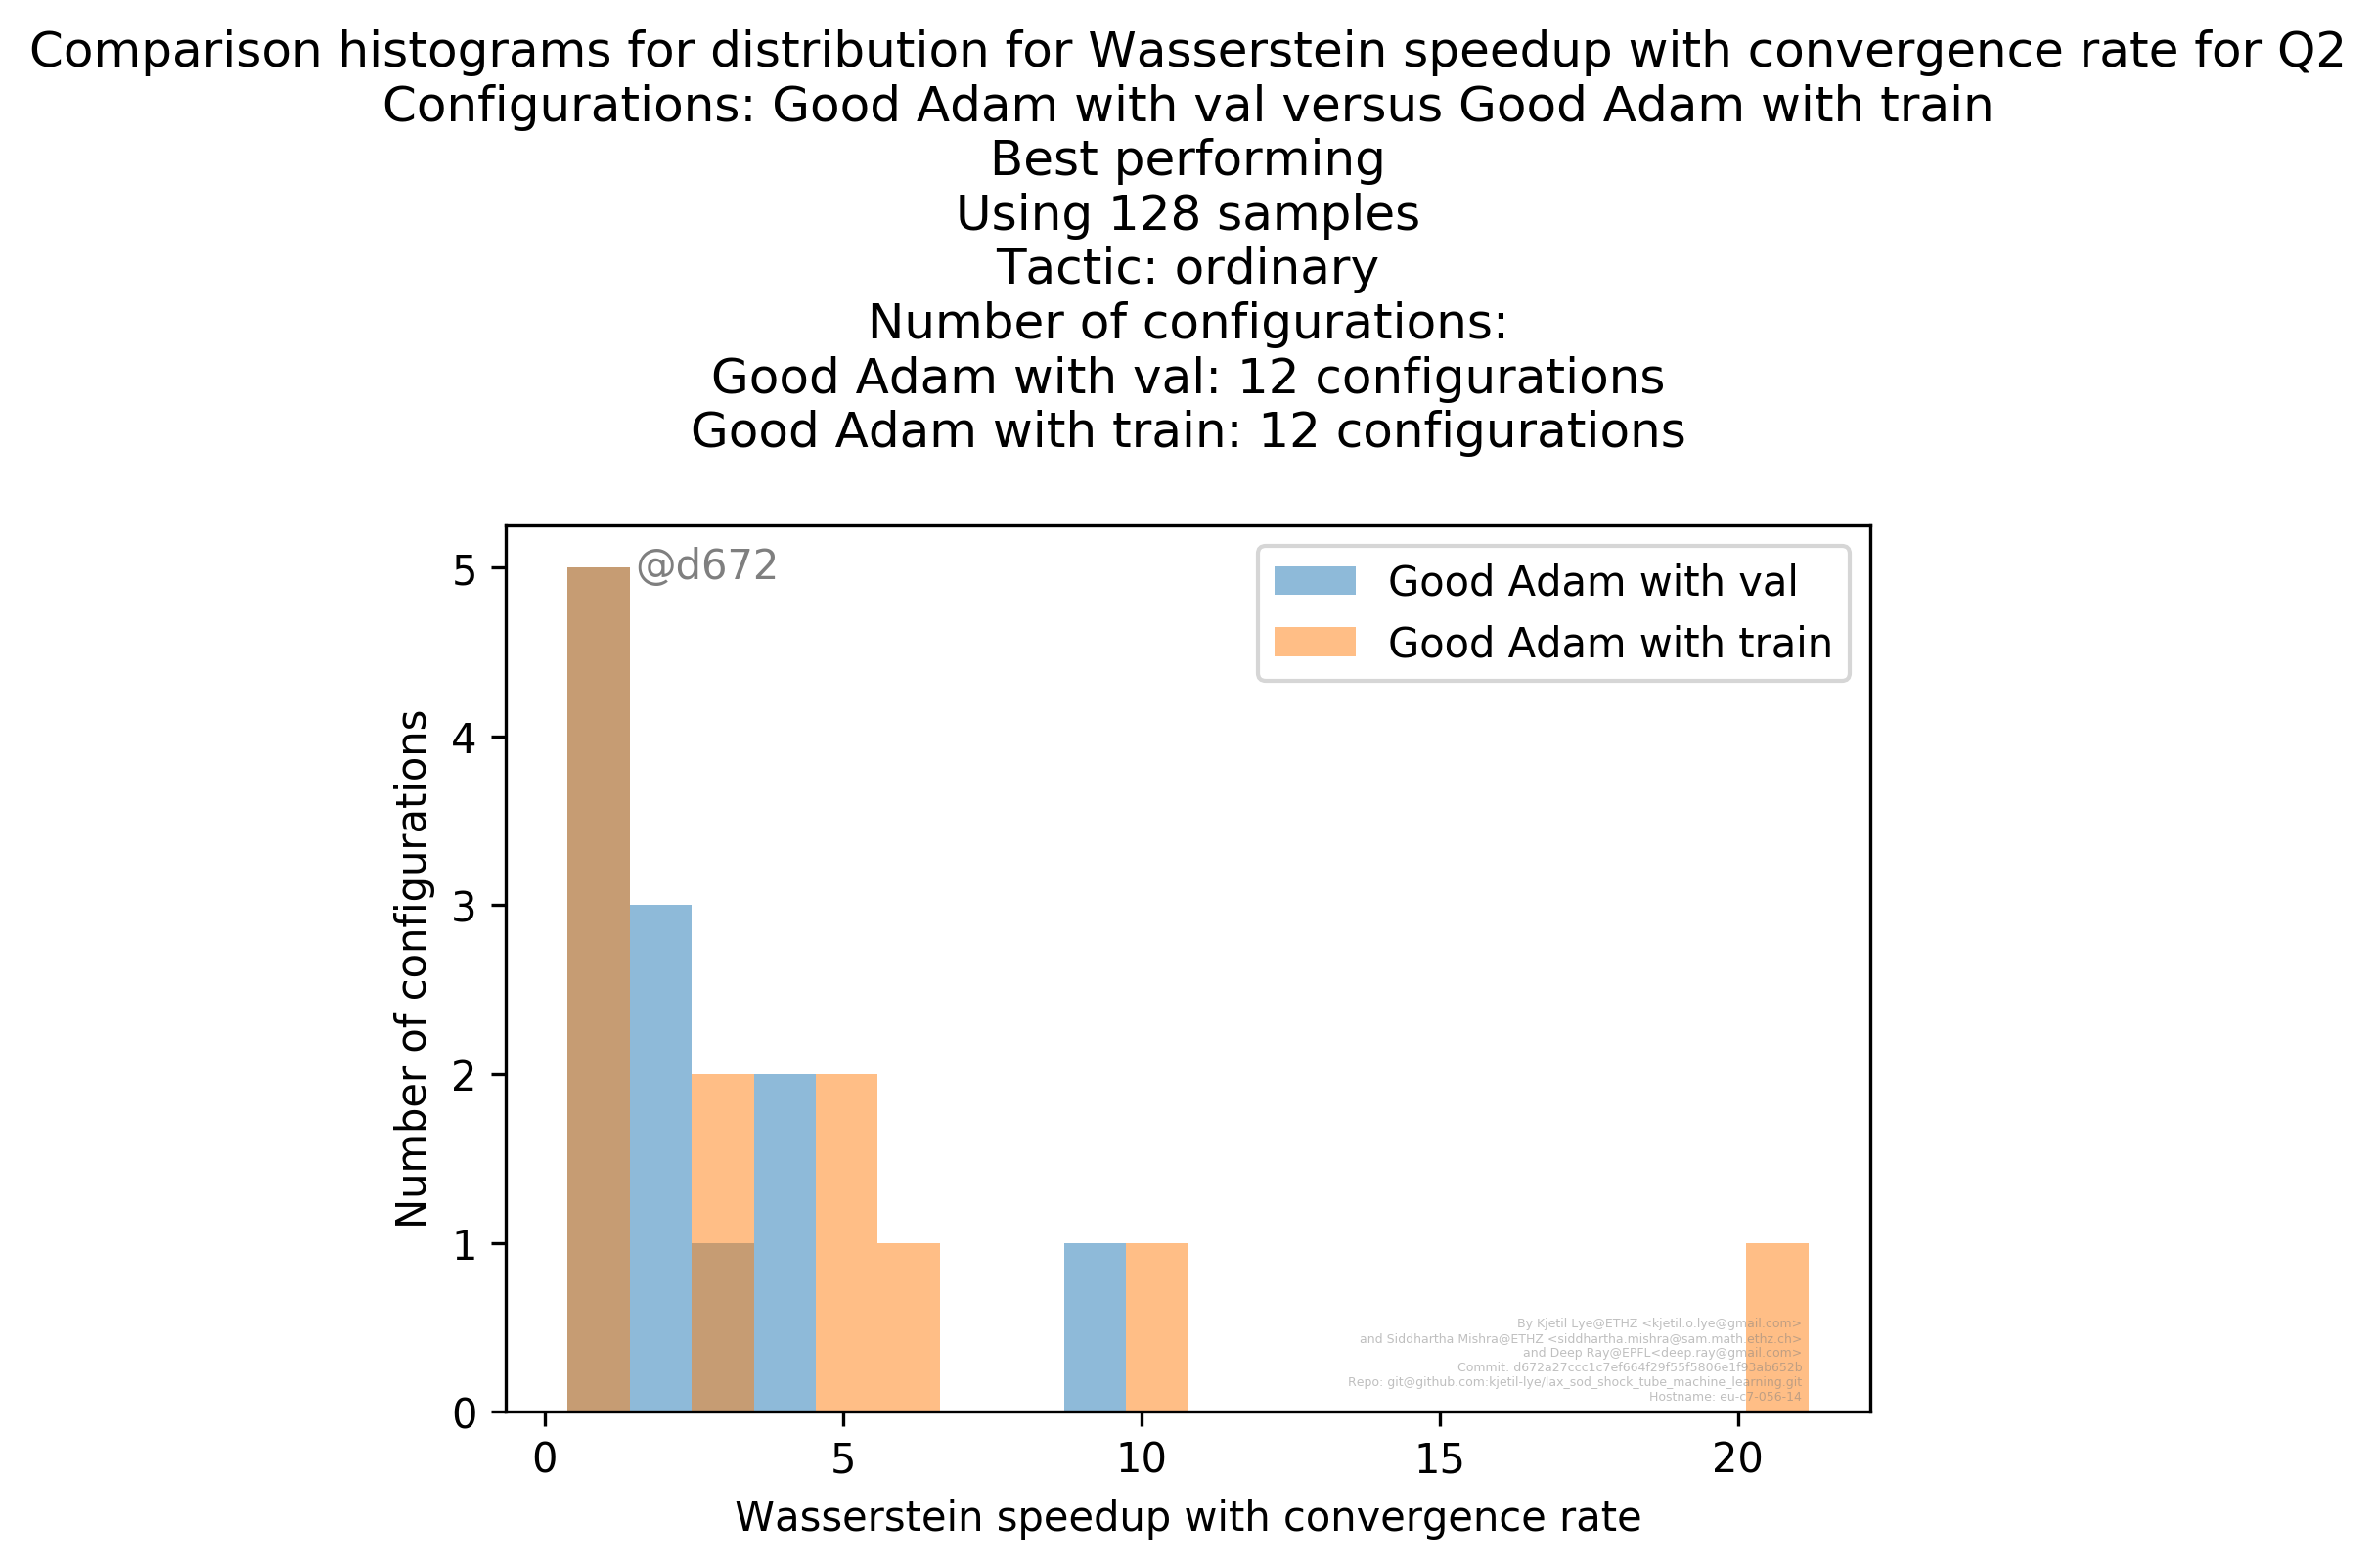 Comparison histograms for distribution for Wasserstein speedup with convergence rate for Q2
Configurations: Good Adam with val versus Good Adam with train
Best performing
Using 128 samples
Tactic: ordinary
Number of configurations:
Good Adam with val: 12 configurations
Good Adam with train: 12 configurations
@d672
Good Adam with val
Good Adam with train
Number of configurations
5
4
3
2
1
0
By Kjetil Lye@ETHZ <kjetil.o.lye@gmail.com>
and Siddhartha Mishra@ETHZ <siddhartha.mishra@sam.math.ethz.ch>
and Deep Ray@EPFL<deep.ray@gmail.com>
Commit: d672a27ccc1c7ef664f29f55f5806e1f93ab652b
Repo: git@github.com:kjetil-lye/lax_sod_shock_tube_machine_learning.git
Hostname: eu-c7-056-14
0 5 10 15 20
Wasserstein speedup with convergence rate